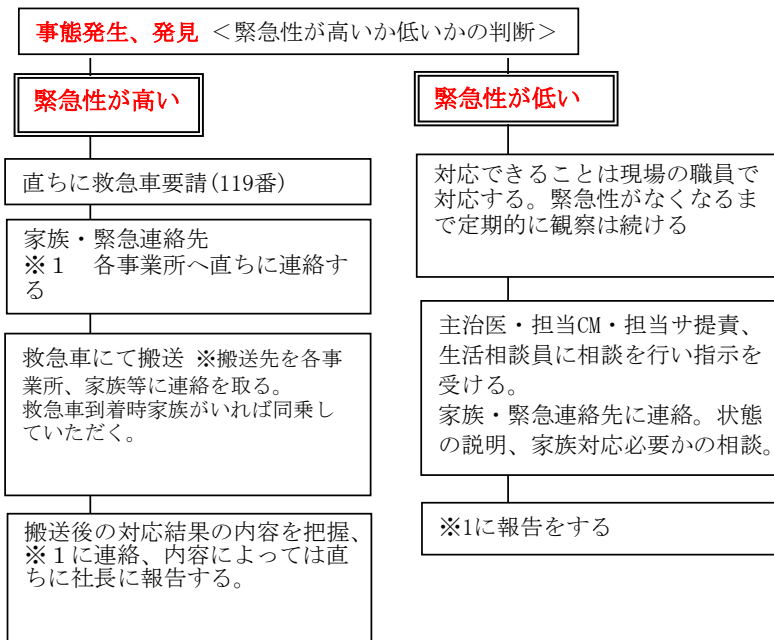 事態発生、発見 <緊急性が高いか低いかの判断>
緊急性が高い
直ちに救急車要請(119番)
家族・緊急連絡先
※１　各事業所へ直ちに連絡す
る
救急車にて搬送 ※搬送先を各事
業所、家族等に連絡を取る。
救急車到着時家族がいれば同乗し
ていただく。
搬送後の対応結果の内容を把握、
※１に連絡、内容によっては直
ちに社長に報告する。
緊急性が低い
対応できることは現場の職員で
対応する。緊急性がなくなるま
で定期的に観察は続ける
主治医・担当CM・担当サ提責、
生活相談員に相談を行い指示を
受ける。
家族・緊急連絡先に連絡。状態
の説明、家族対応必要かの相談。
※1に報告をする